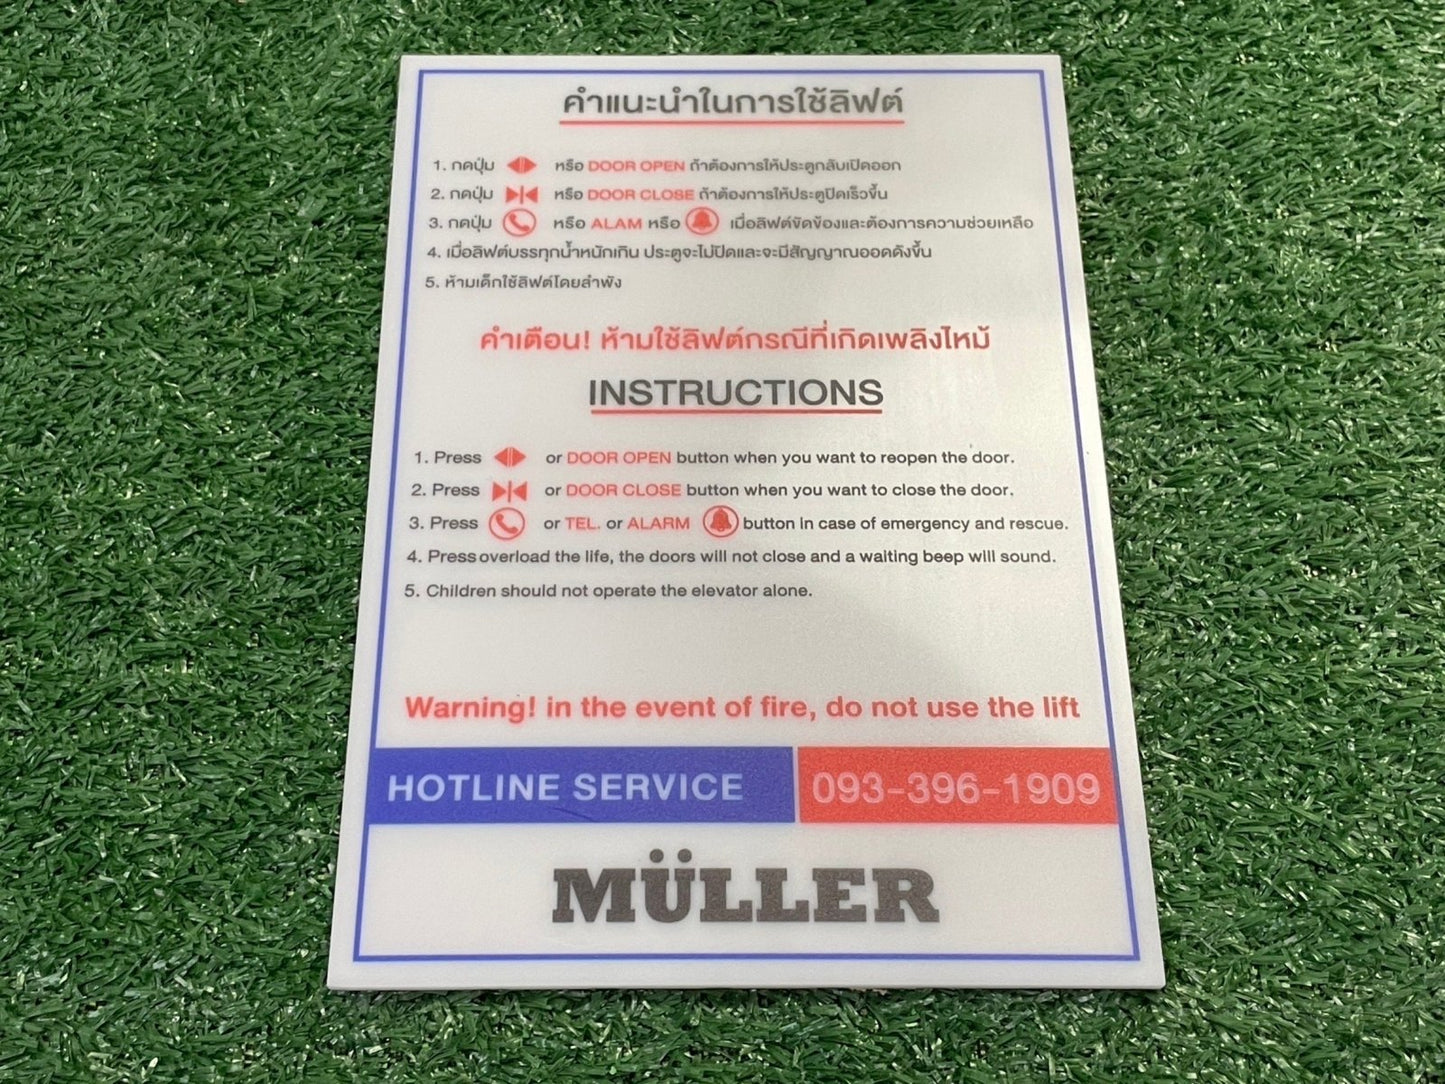 คำแนะนำในการใช้ลิฟต์
1. กดปุ่ม หรือ DOOR OPEN ถ้าต้องการให้ประตูกลับเปิดออก
2. กดปุ่ม หรือ DOOR CLOSE ถ้าต้องการให้ประตูปิดเร็วขึ้น
3. กดปุ่ม หรือ ALAM หรือ เมื่อลิฟต์ขัดข้องและต้องการความช่วยเหลือ
4. เมื่อลิฟต์บรรทุกน้ำหนักเกิน ประตูจะไม่ปิดและจะมีสัญญาณออดดังขึ้น
5. ห้ามเด็กใช้ลิฟต์โดยลำพัง
คำเตือน! ห้ามใช้ลิฟต์กรณีที่เกิดเพลิงไหม้
INSTRUCTIONS
1. Press or DOOR OPEN button when you want to reopen the door.
2. Press or DOOR CLOSE button when you want to close the door.
3. Press or TEL. or ALARM button in case of emergency and rescue.
4. Press overload the life, the doors will not close and a waiting beep will sound.
5. Children should not operate the elevator alone.
Warning! in the event of fire, do not use the lift
HOTLINE SERVICE 093-396-1909
MÜLLER